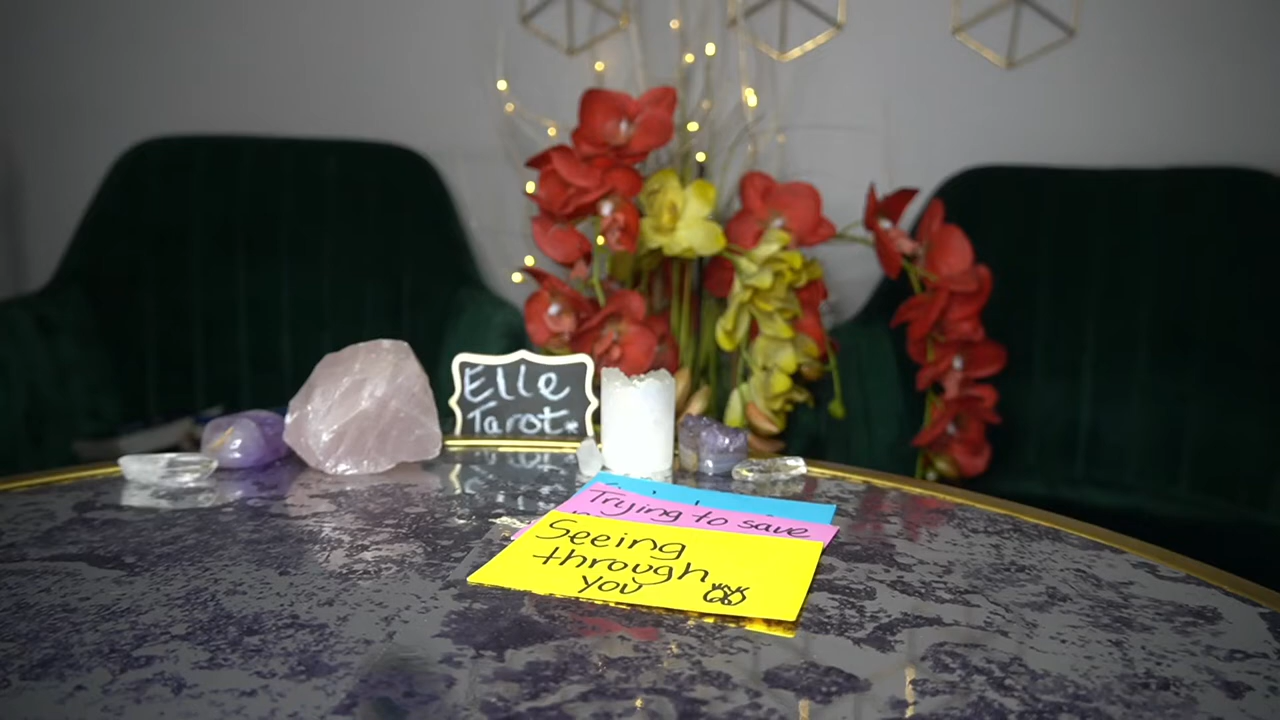 Elle
Tarot
Trying to save
Seeing
through
you